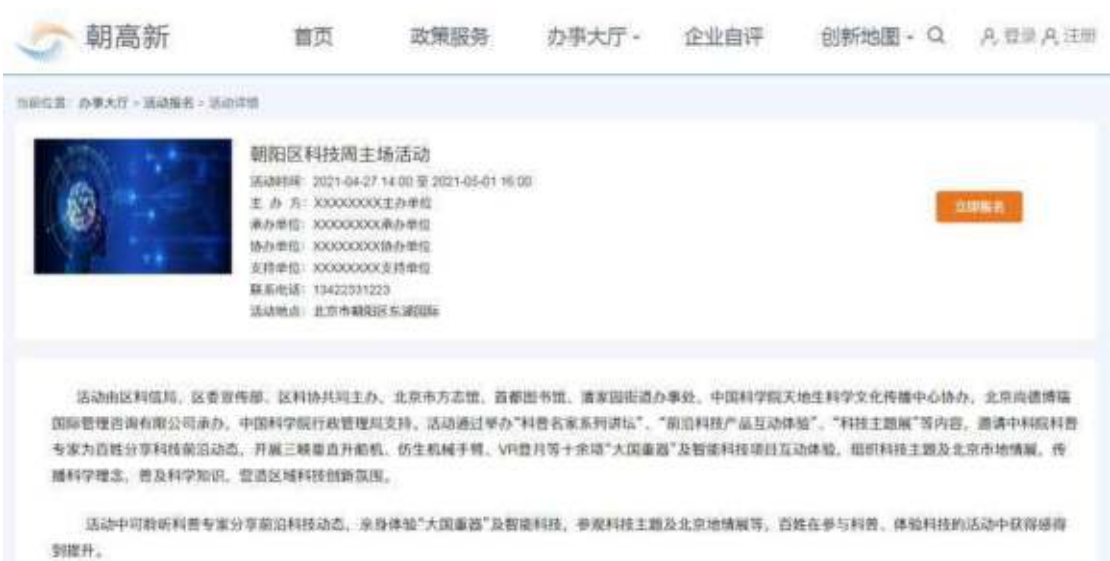 朝高新 首页 政策服务 办事大厅 企业自评 创新地图 登录 注册
当前位置：办事大厅 > 活动报名 > 活动详情
朝阳区科技周主场活动
活动时间：2021-04-27 14:00 至 2021-05-01 16:00
主 办 方：XXXXXXXX主办单位
承办单位：XXXXXXXX承办单位
协办单位：XXXXXXXX协办单位
支持单位：XXXXXXXX支持单位
联系电话：13422931223
活动地点：北京市朝阳区东湖国际
立即报名
活动由区科信局、区委宣传部、区科协共同主办、北京市方志馆、首都图书馆、潘家园街道办事处、中国科学院天地生科学文化传播中心协办，北京尚德博瑞
国际管理咨询有限公司承办，中国科学院行政管理局支持。活动通过举办“科普名家系列讲坛”、“前沿科技产品互动体验”、“科技主题展”等内容，邀请中科院科普
专家为百姓分享科技前沿动态，开展三峡垂直升船机、仿生机械手臂、VR登月等十余项“大国重器”及智能科技项目互动体验，组织科技主题及北京市地情展，传
播科学理念，普及科学知识，营造区域科技创新氛围。
活动中可聆听科普专家分享前沿科技动态，亲身体验“大国重器”及智能科技，参观科技主题及北京地情展等，百姓在参与科普、体验科技的活动中获得感得
到提升。